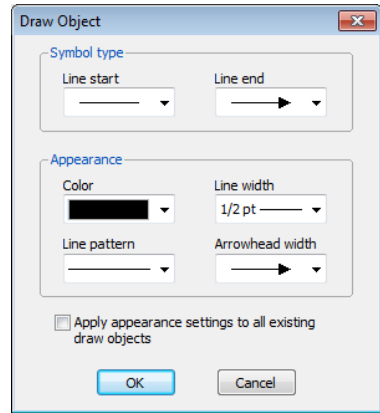 Draw Object
Symbol type
Line start Line end
Appearance
Color Line width
1/2 pt
Line pattern Arrowhead width
Apply appearance settings to all existing
draw objects
OK Cancel